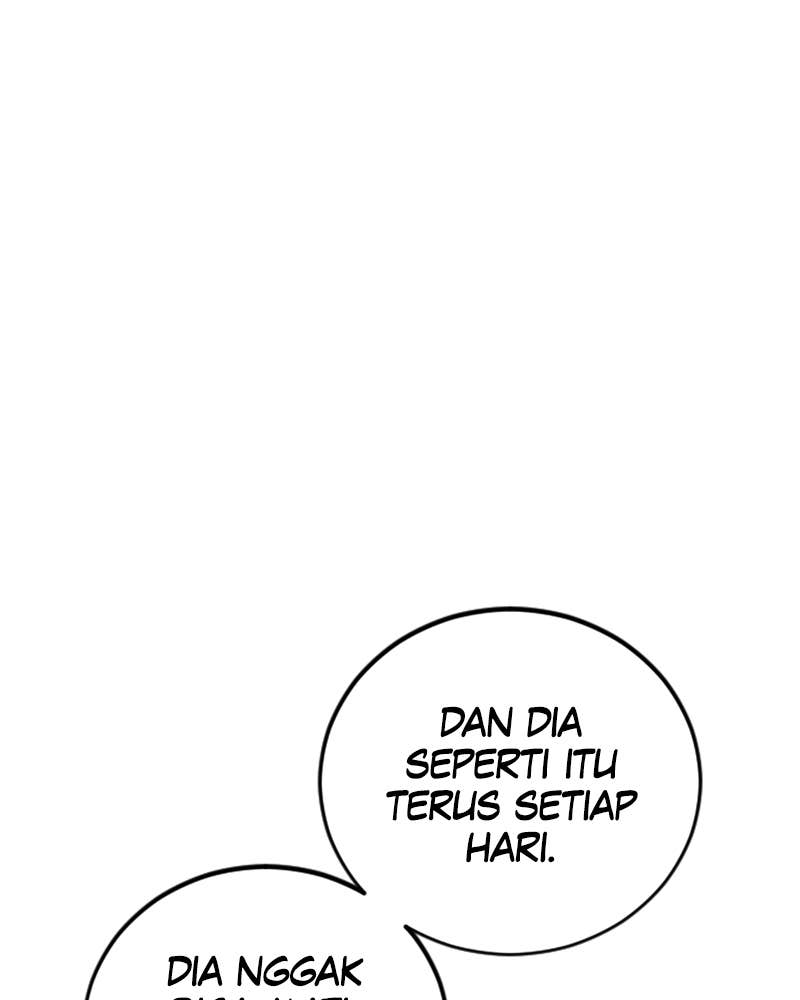 DAN DIA
SEPERTI ITU
TERUS SETIAP
HARI.
DIA NGGAK